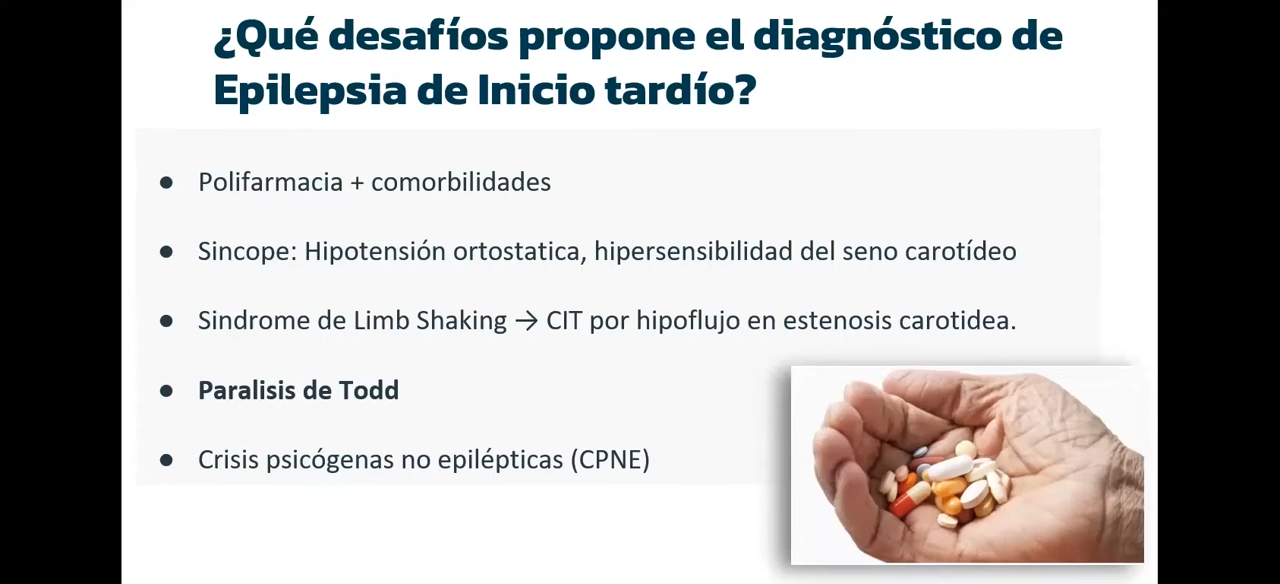 ¿Qué desafíos propone el diagnóstico de
Epilepsia de Inicio tardío?
● Polifarmacia + comorbilidades
● Sincope: Hipotensión ortostatica, hipersensibilidad del seno carotídeo
● Sindrome de Limb Shaking → CIT por hipoflujo en estenosis carotidea.
● Paralisis de Todd
● Crisis psicógenas no epilépticas (CPNE)